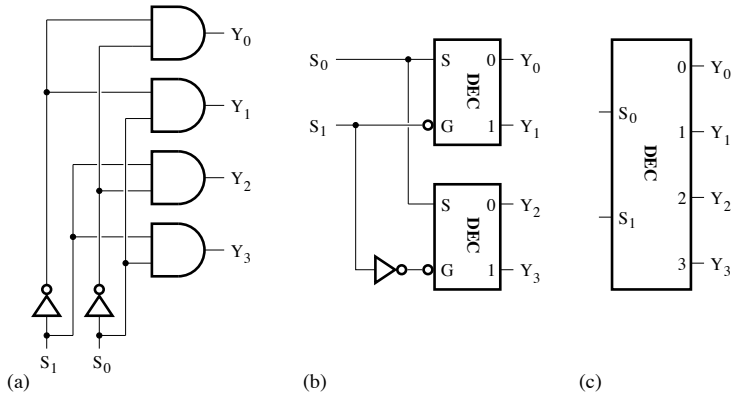 Y0
Y1
Y2
Y3
S1 S0
(a)
S0 S 0 Y0
DEC
S1 G 1 Y1
S 0 Y2
DEC
G 1 Y3
(b)
0 Y0
S0
1 Y1
DEC
2 Y2
S1
3 Y3
(c)